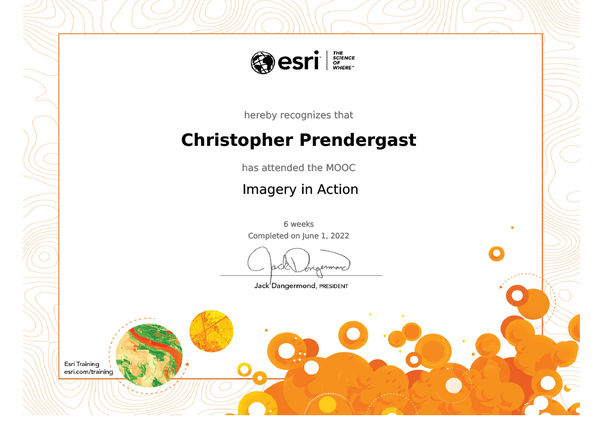 esri
THE
SCIENCE
OF
WHERE™
hereby recognizes that
Christopher Prendergast
has attended the MOOC
Imagery in Action
6 weeks
Completed on June 1, 2022
Jack Dangermond
Jack Dangermond, PRESIDENT
Esri Training
esri.com/training